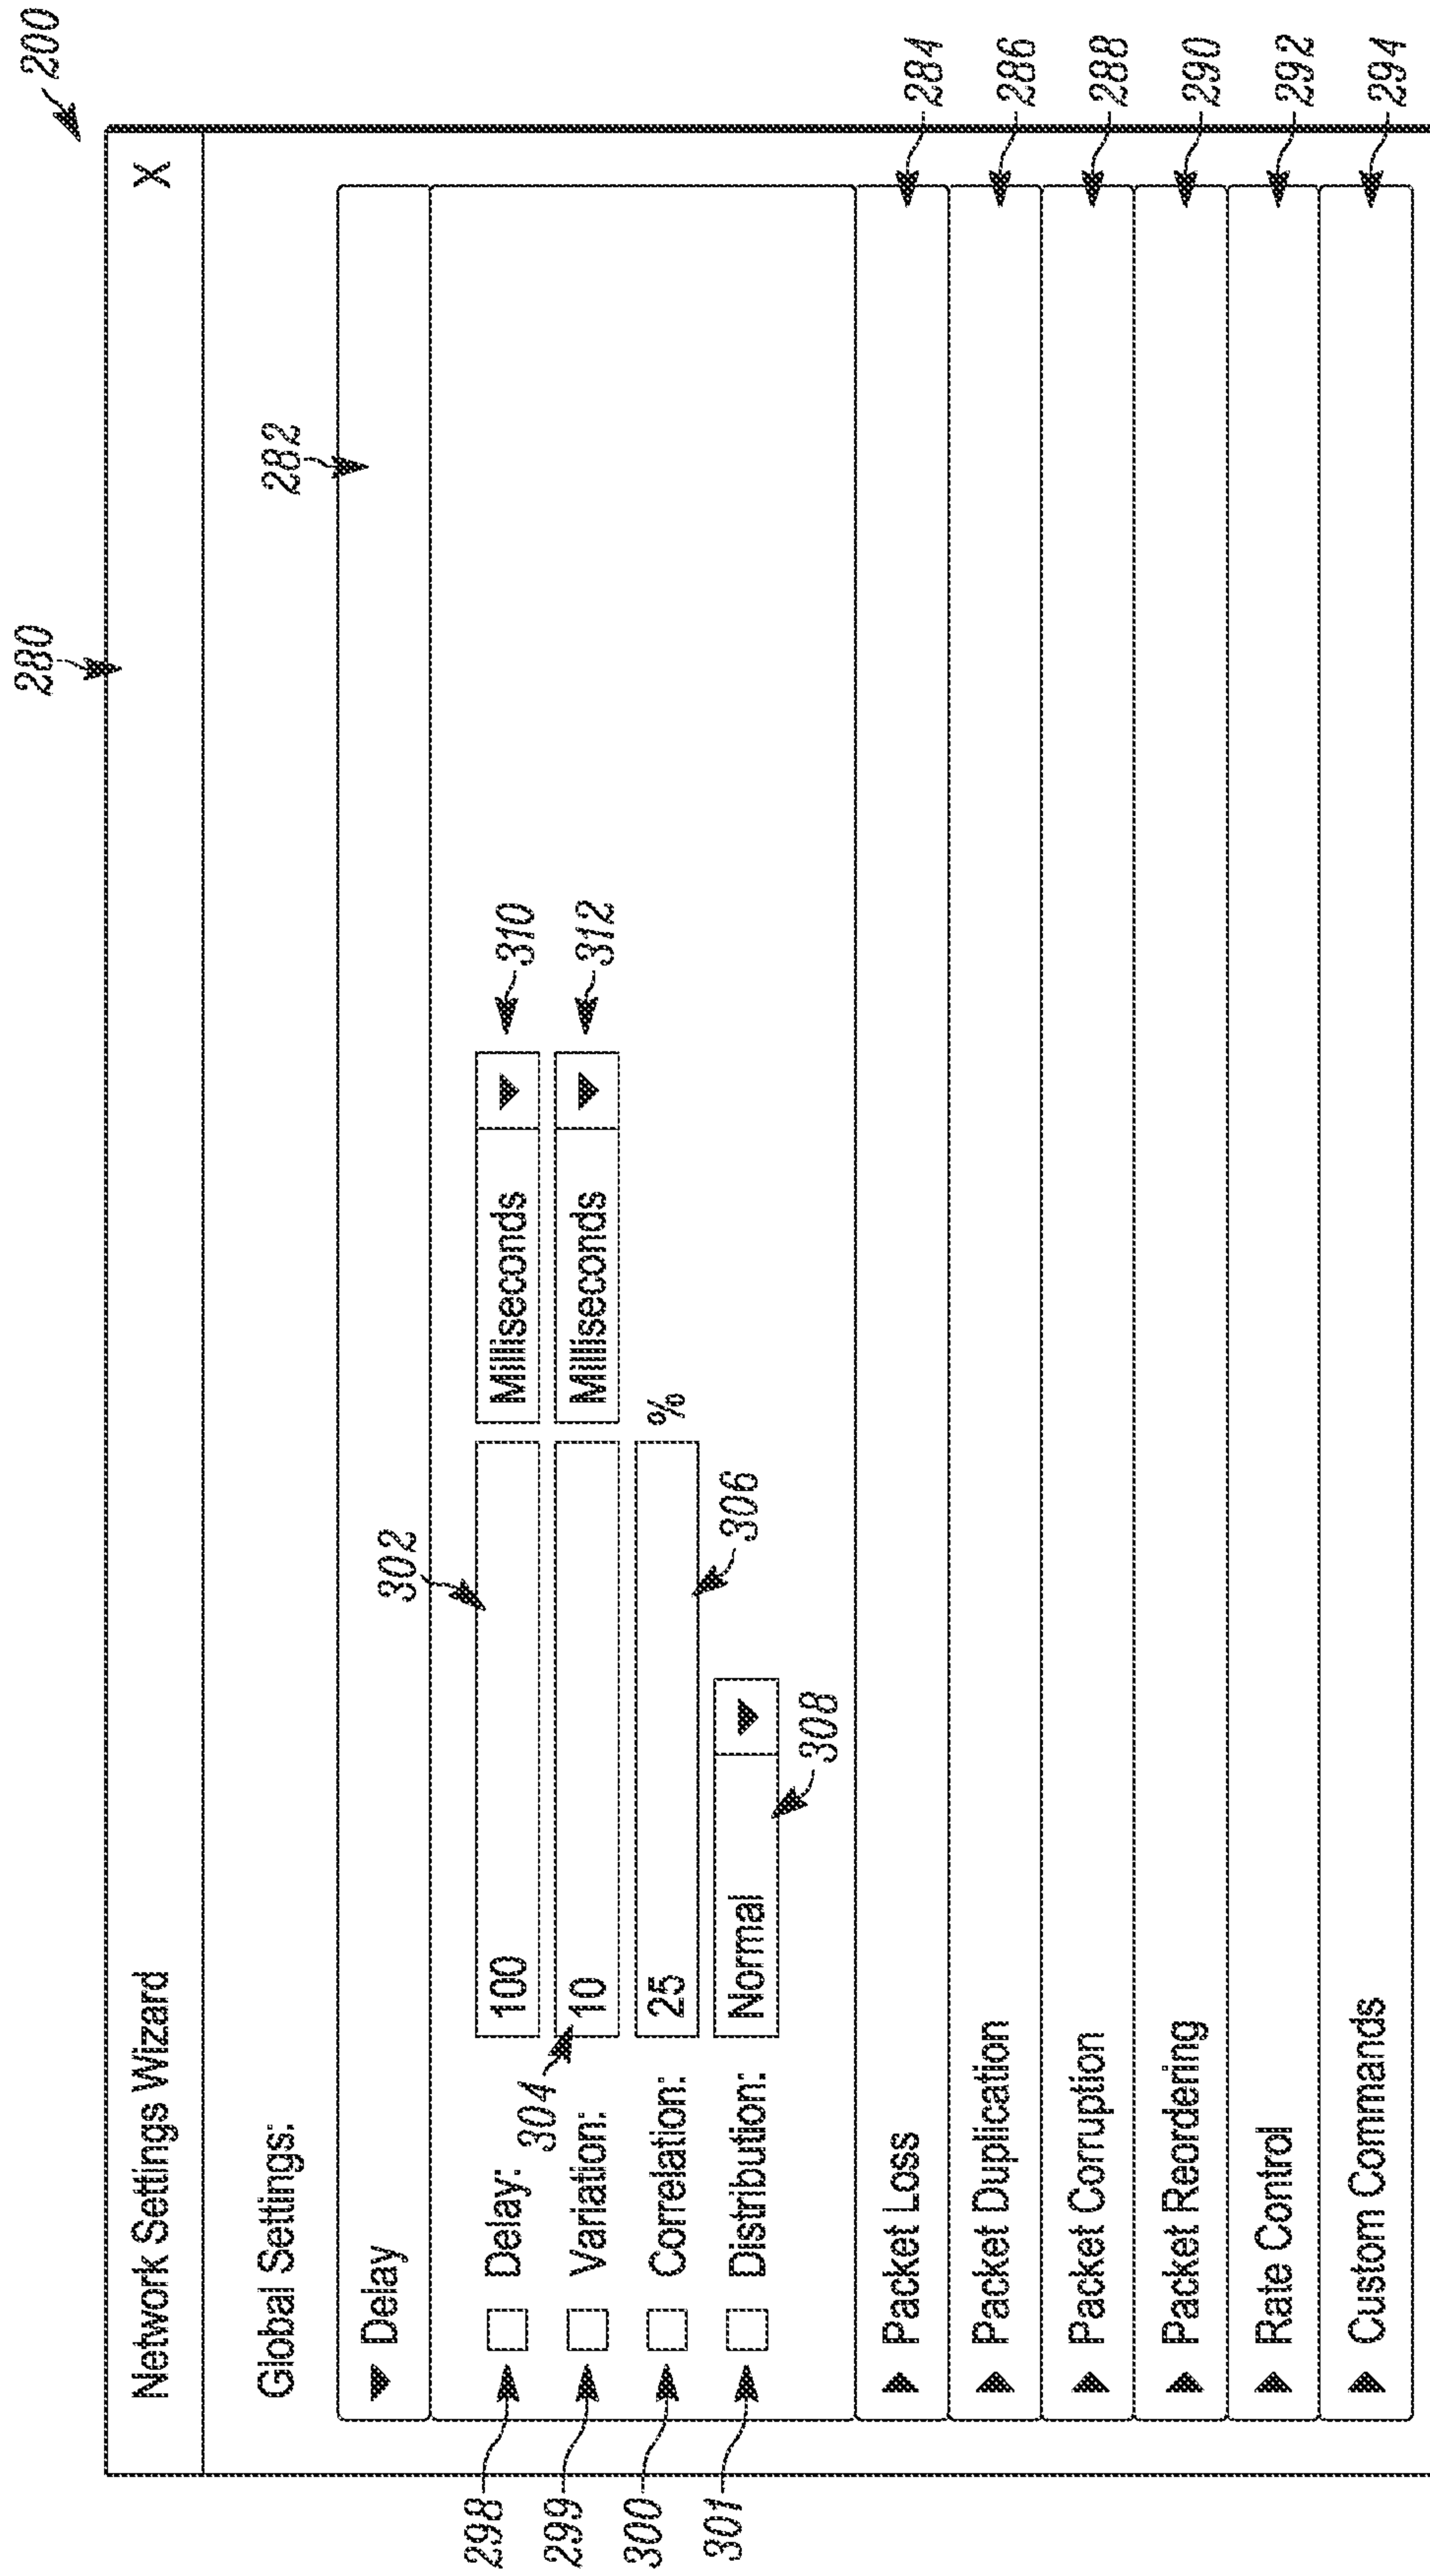 200
280
Network Settings Wizard X
Global Settings:
282
Delay
302
298 Delay: 100 Milliseconds 310
304
299 Variation: 10 Milliseconds 312
300 Correlation: 25 %
306
301 Distribution: Normal
308
Packet Loss 284
Packet Duplication 286
Packet Corruption 288
Packet Reordering 290
Rate Control 292
Custom Commands 294